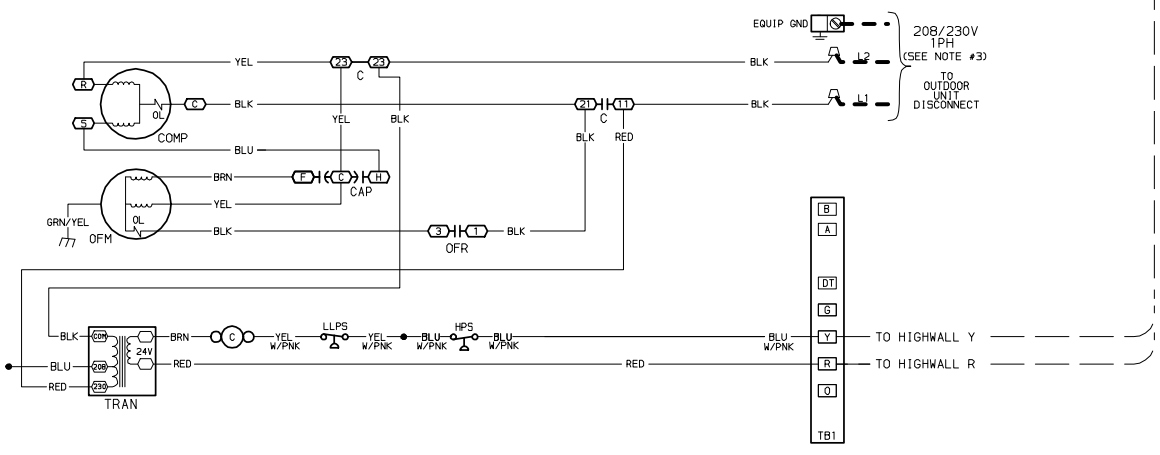 EQUIP GND
208/230V
1PH
(SEE NOTE #3)
TO
OUTDOOR
UNIT
DISCONNECT
L2
L1
YEL
23
23
C
BLK
R
C
BLK
21
11
C
BLK
OL
S
COMP
YEL
BLK
BLK
RED
BLU
BRN
F
C
H
CAP
YEL
GRN/YEL
OL
OFM
BLK
3
1
BLK
OFR
B
A
DT
G
Y
R
O
TB1
BLK
COM
BRN
C
YEL
W/PNK
LLPS
YEL
W/PNK
BLU
W/PNK
HPS
BLU
W/PNK
BLU
W/PNK
TO HIGHWALL Y
24V
BLU
208
RED
RED
TO HIGHWALL R
RED
230
TRAN